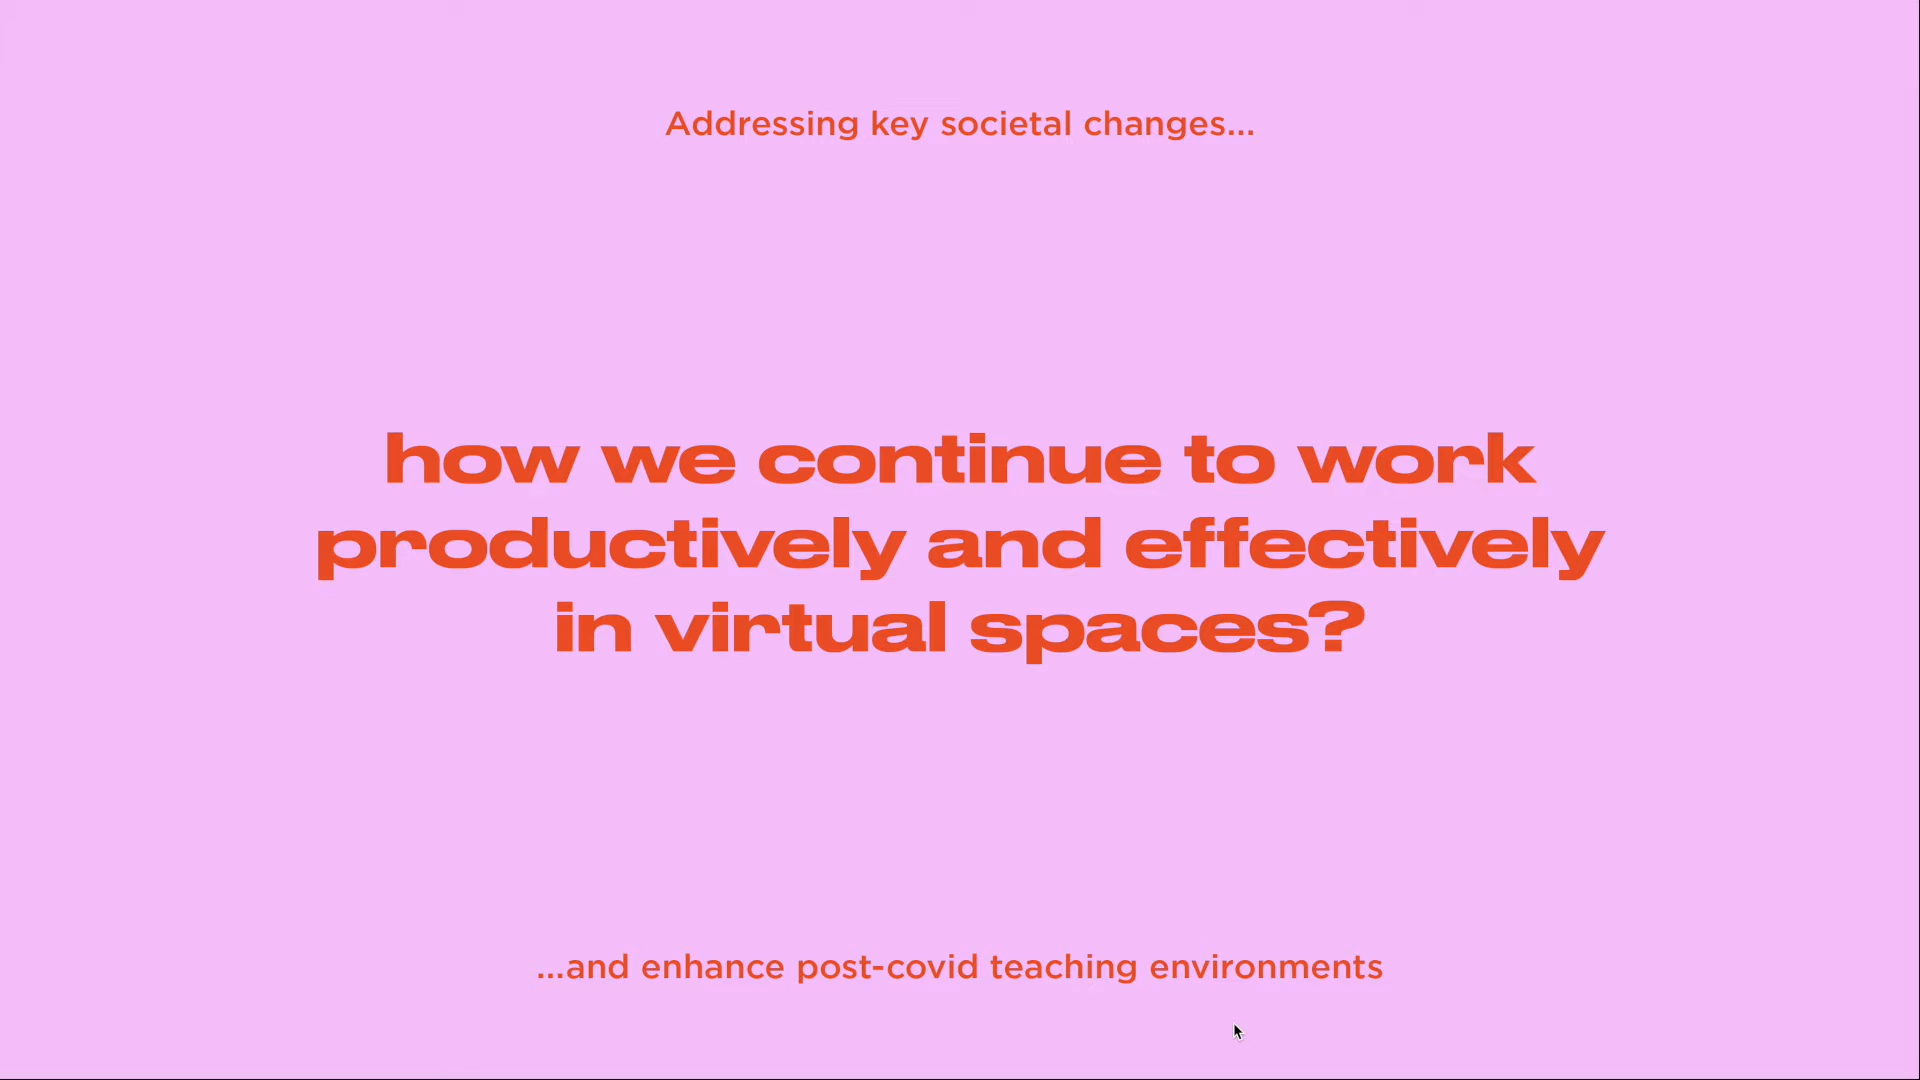 Addressing key societal changes...
how we continue to work
productively and effectively
in virtual spaces?
...and enhance post-covid teaching environments